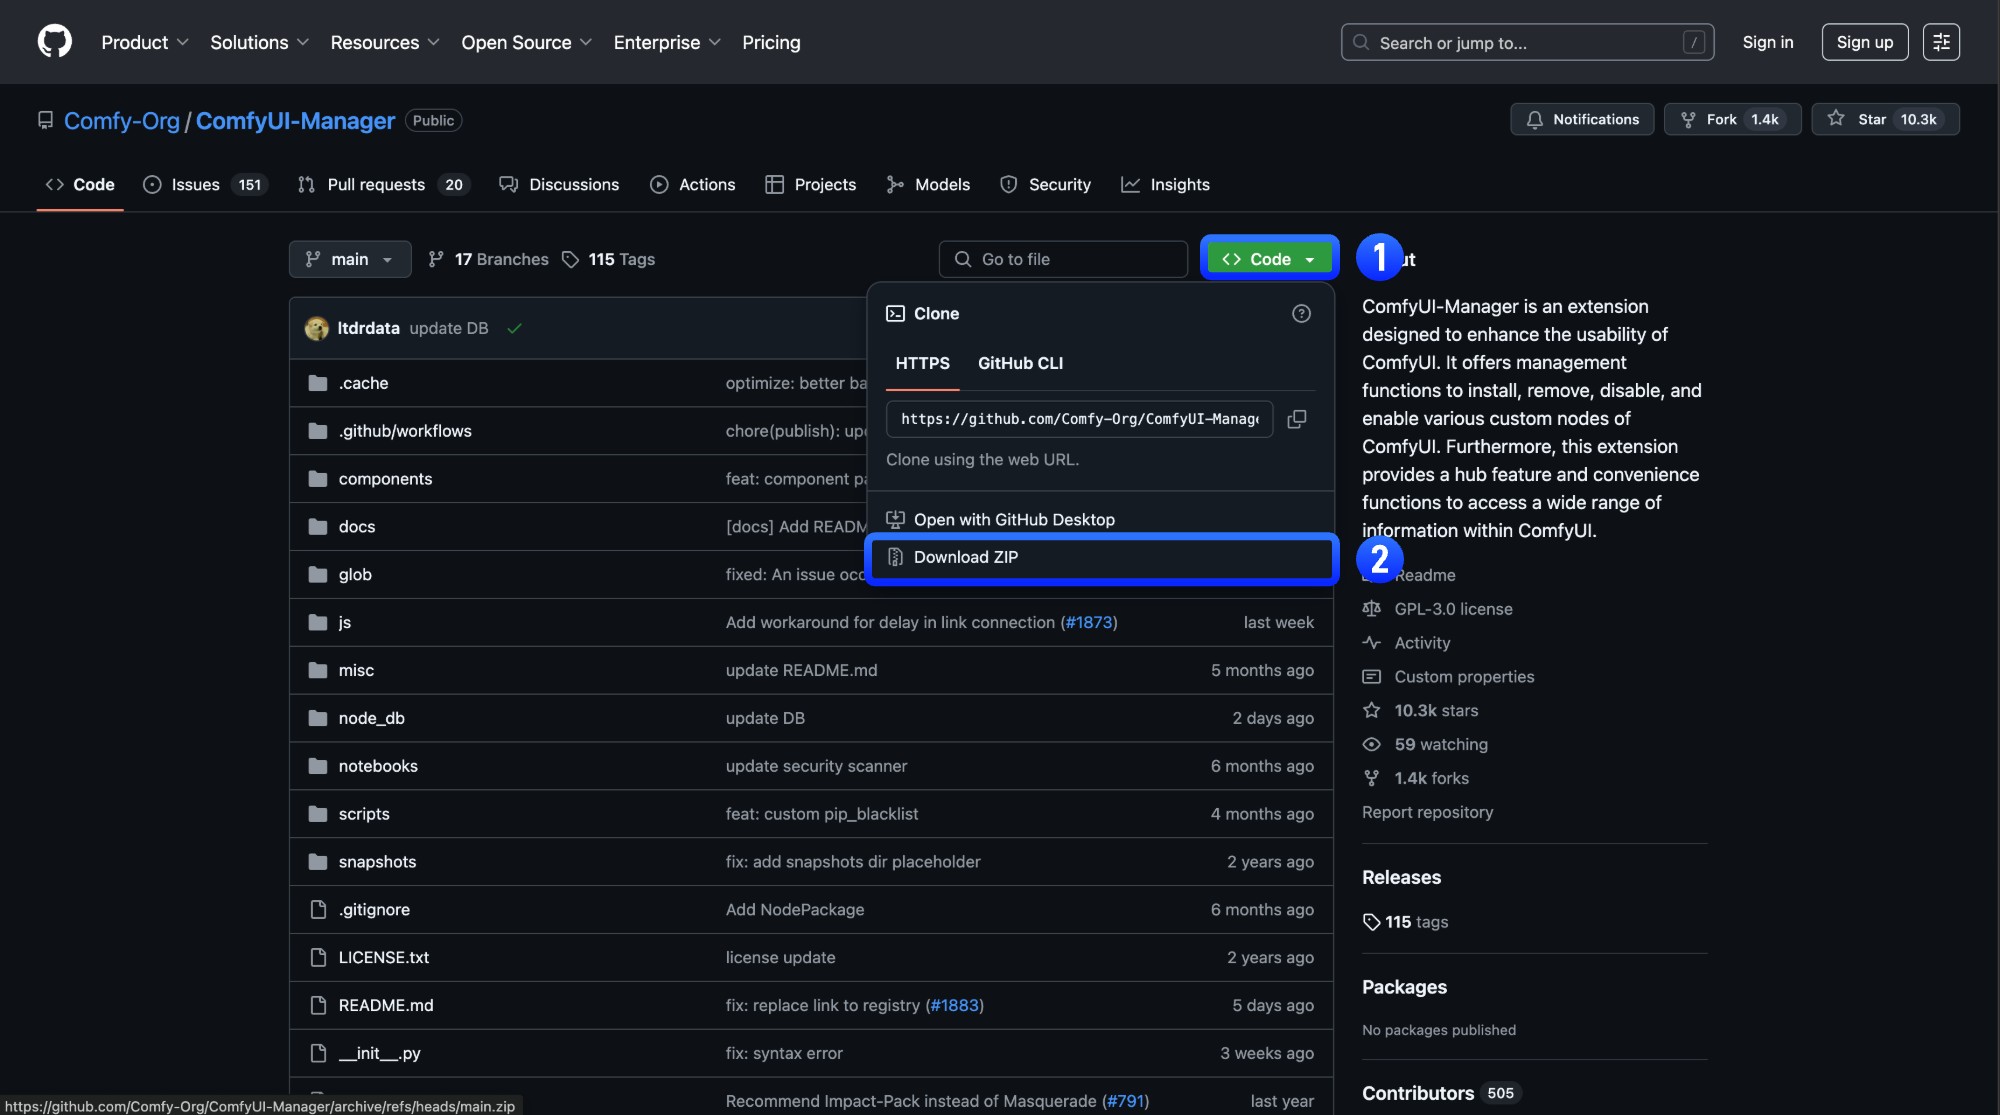 Product Solutions Resources Open Source Enterprise Pricing Search or jump to... / Sign in Sign up
Comfy-Org / ComfyUI-Manager Public Notifications Fork 1.4k Star 10.3k
Code Issues 151 Pull requests 20 Discussions Actions Projects Models Security Insights
main 17 Branches 115 Tags Go to file Code 1
ltdrdata update DB
.cache optimize: better ba
.github/workflows chore(publish): up
components feat: component pa
docs [docs] Add READM
glob fixed: An issue occ
js Add workaround for delay in link connection (#1873) last week
misc update README.md 5 months ago
node_db update DB 2 days ago
notebooks update security scanner 6 months ago
scripts feat: custom pip_blacklist 4 months ago
snapshots fix: add snapshots dir placeholder 2 years ago
.gitignore Add NodePackage 6 months ago
LICENSE.txt license update 2 years ago
README.md fix: replace link to registry (#1883) 5 days ago
__init__.py fix: syntax error 3 weeks ago
Recommend Impact-Pack instead of Masquerade (#791) last year
Clone
HTTPS GitHub CLI
https://github.com/Comfy-Org/ComfyUI-Manage
Clone using the web URL.
Open with GitHub Desktop
Download ZIP
2
ut
ComfyUI-Manager is an extension
designed to enhance the usability of
ComfyUI. It offers management
functions to install, remove, disable, and
enable various custom nodes of
ComfyUI. Furthermore, this extension
provides a hub feature and convenience
functions to access a wide range of
information within ComfyUI.
Readme
GPL-3.0 license
Activity
Custom properties
10.3k stars
59 watching
1.4k forks
Report repository
Releases
115 tags
Packages
No packages published
Contributors 505
https://github.com/Comfy-Org/ComfyUI-Manager/archive/refs/heads/main.zip